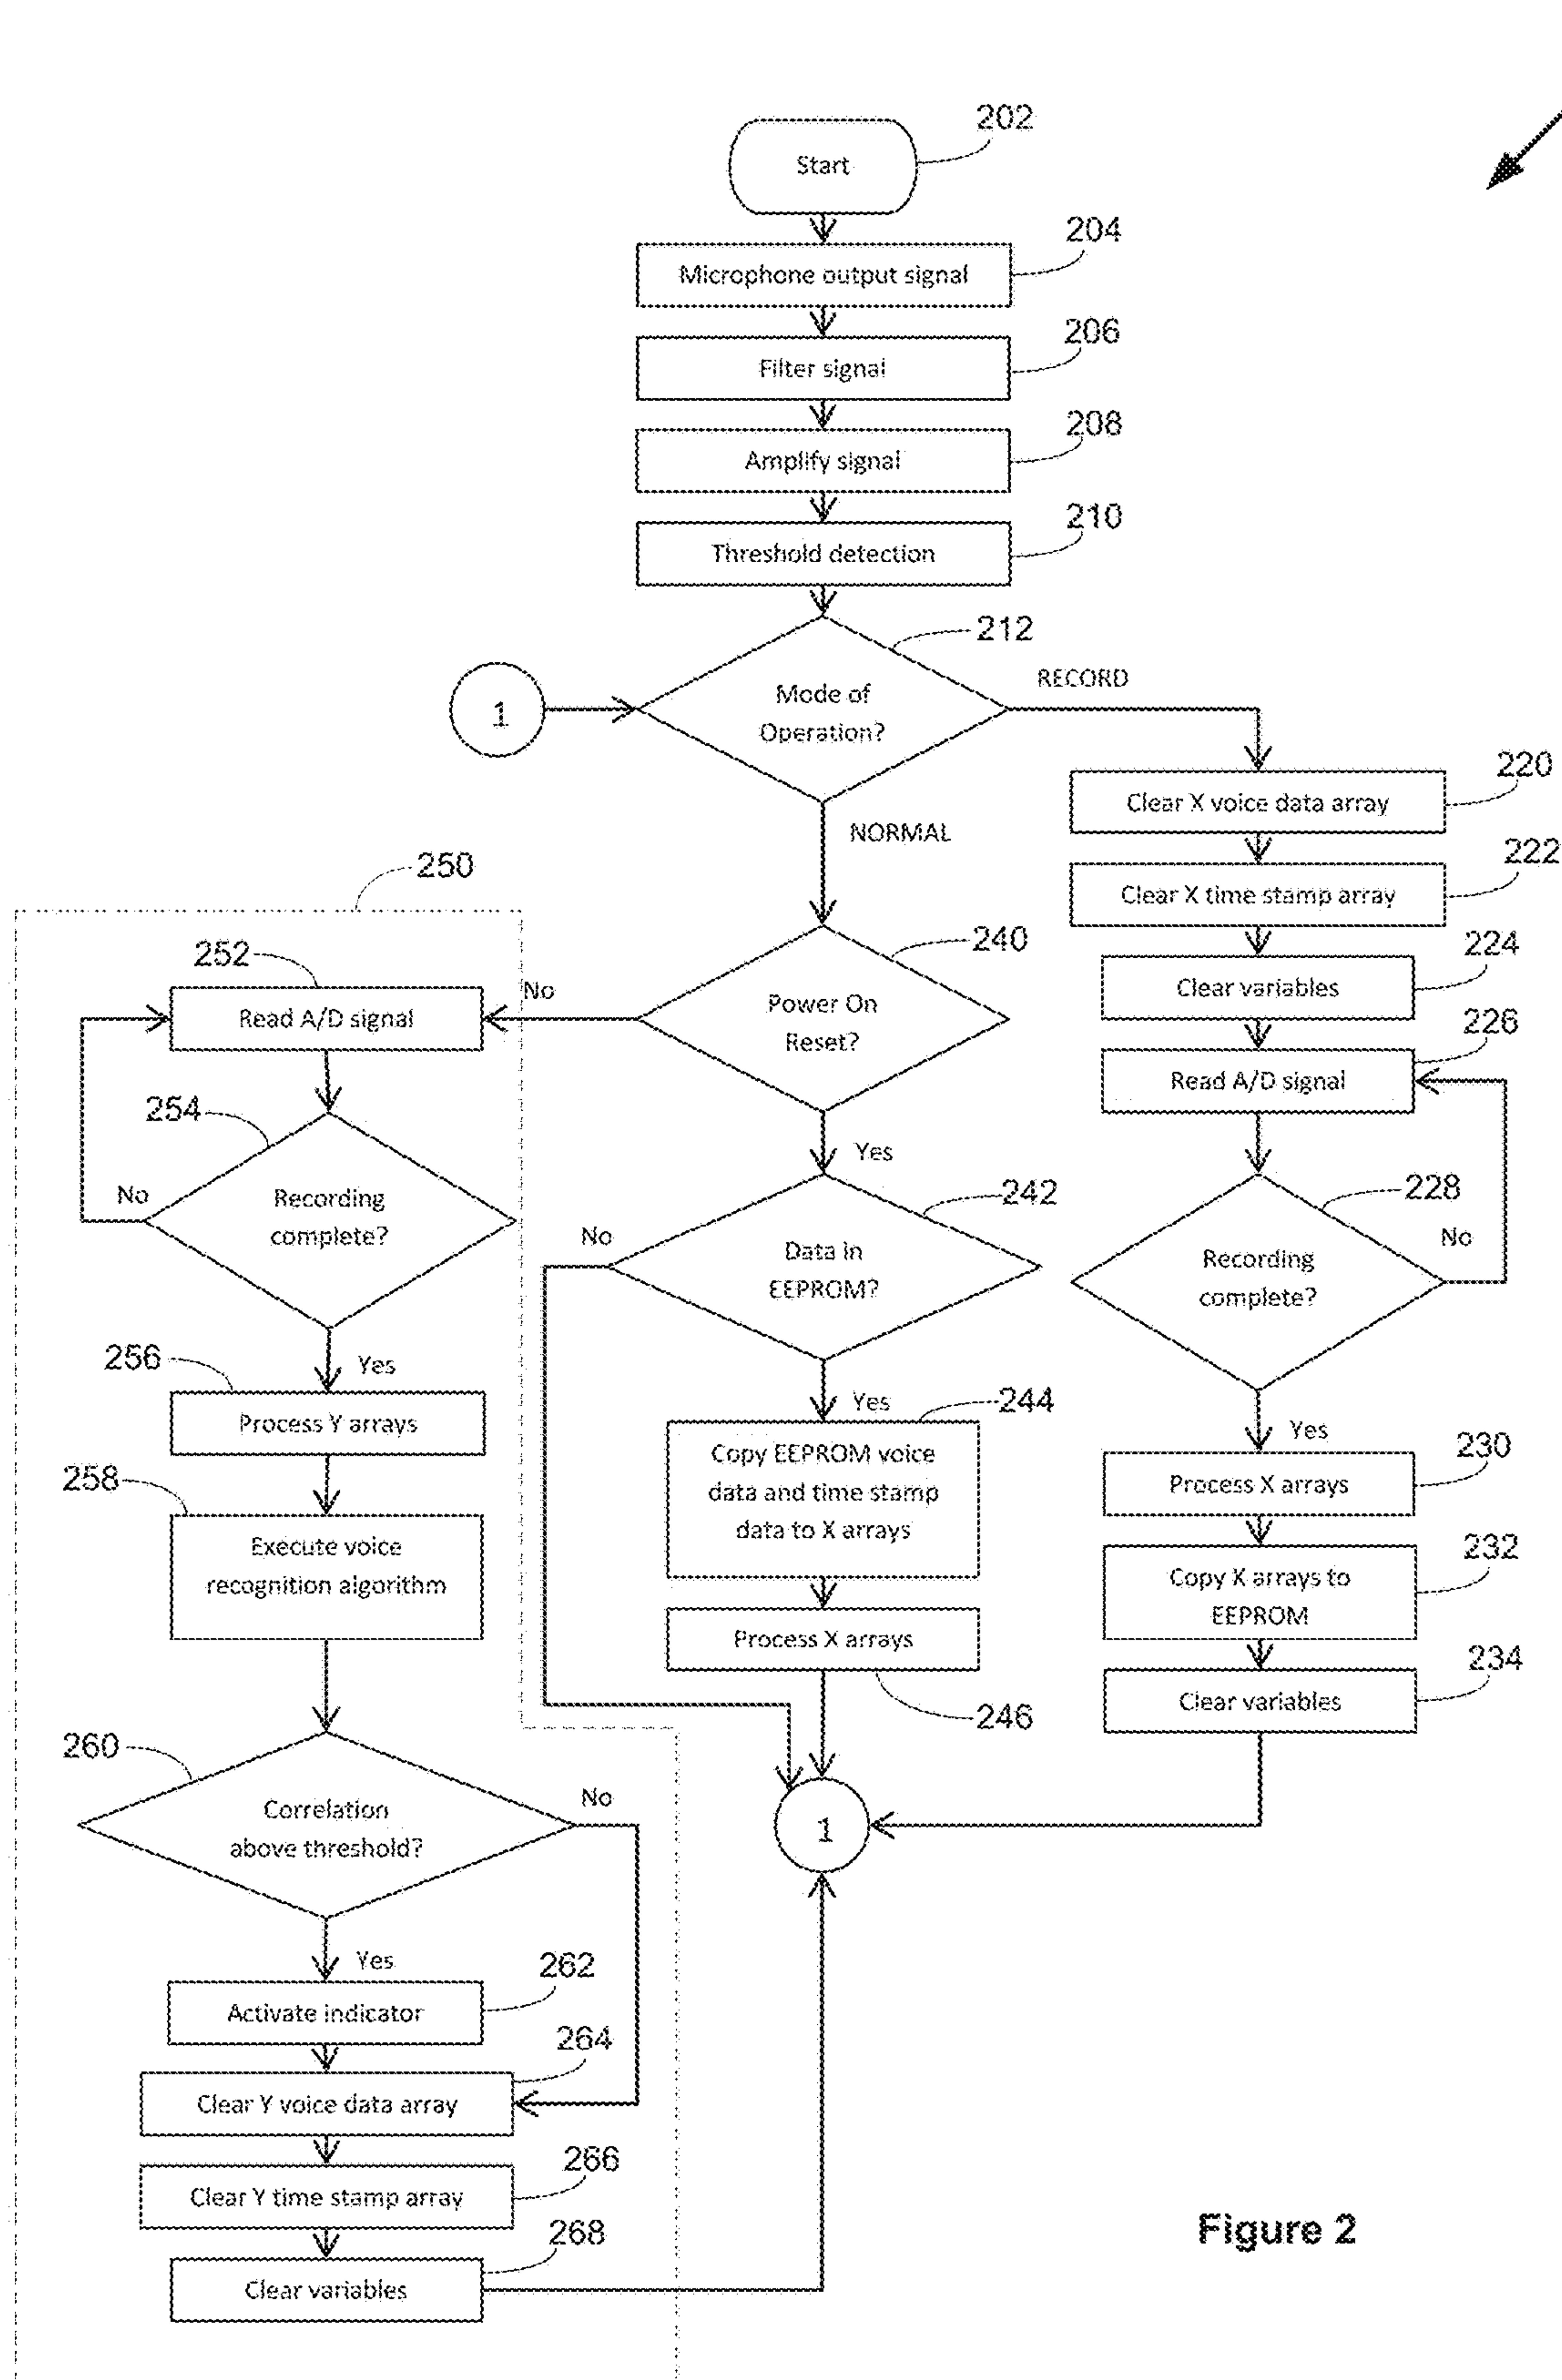 202
Start
204
Microphone output signal
206
Filter signal
208
Amplify signal
210
Threshold detection
212
RECORD
1
Mode of
Operation?
NORMAL
220
Clear X voice data array
222
Clear X time stamp array
224
Clear variables
226
Read A/D signal
228
No
Recording
complete?
Yes
230
Process X arrays
232
Copy X arrays to
EEPROM
234
Clear variables
240
No
Power On
Reset?
Yes
242
No
Data in
EEPROM?
Yes
244
Copy EEPROM voice
data and time stamp
data to X arrays
Process X arrays
246
1
250
252
Read A/D signal
254
No
Recording
complete?
Yes
256
Process Y arrays
258
Execute voice
recognition algorithm
260
No
Correlation
above threshold?
Yes
262
Activate indicator
264
Clear Y voice data array
266
Clear Y time stamp array
268
Clear variables
Figure 2